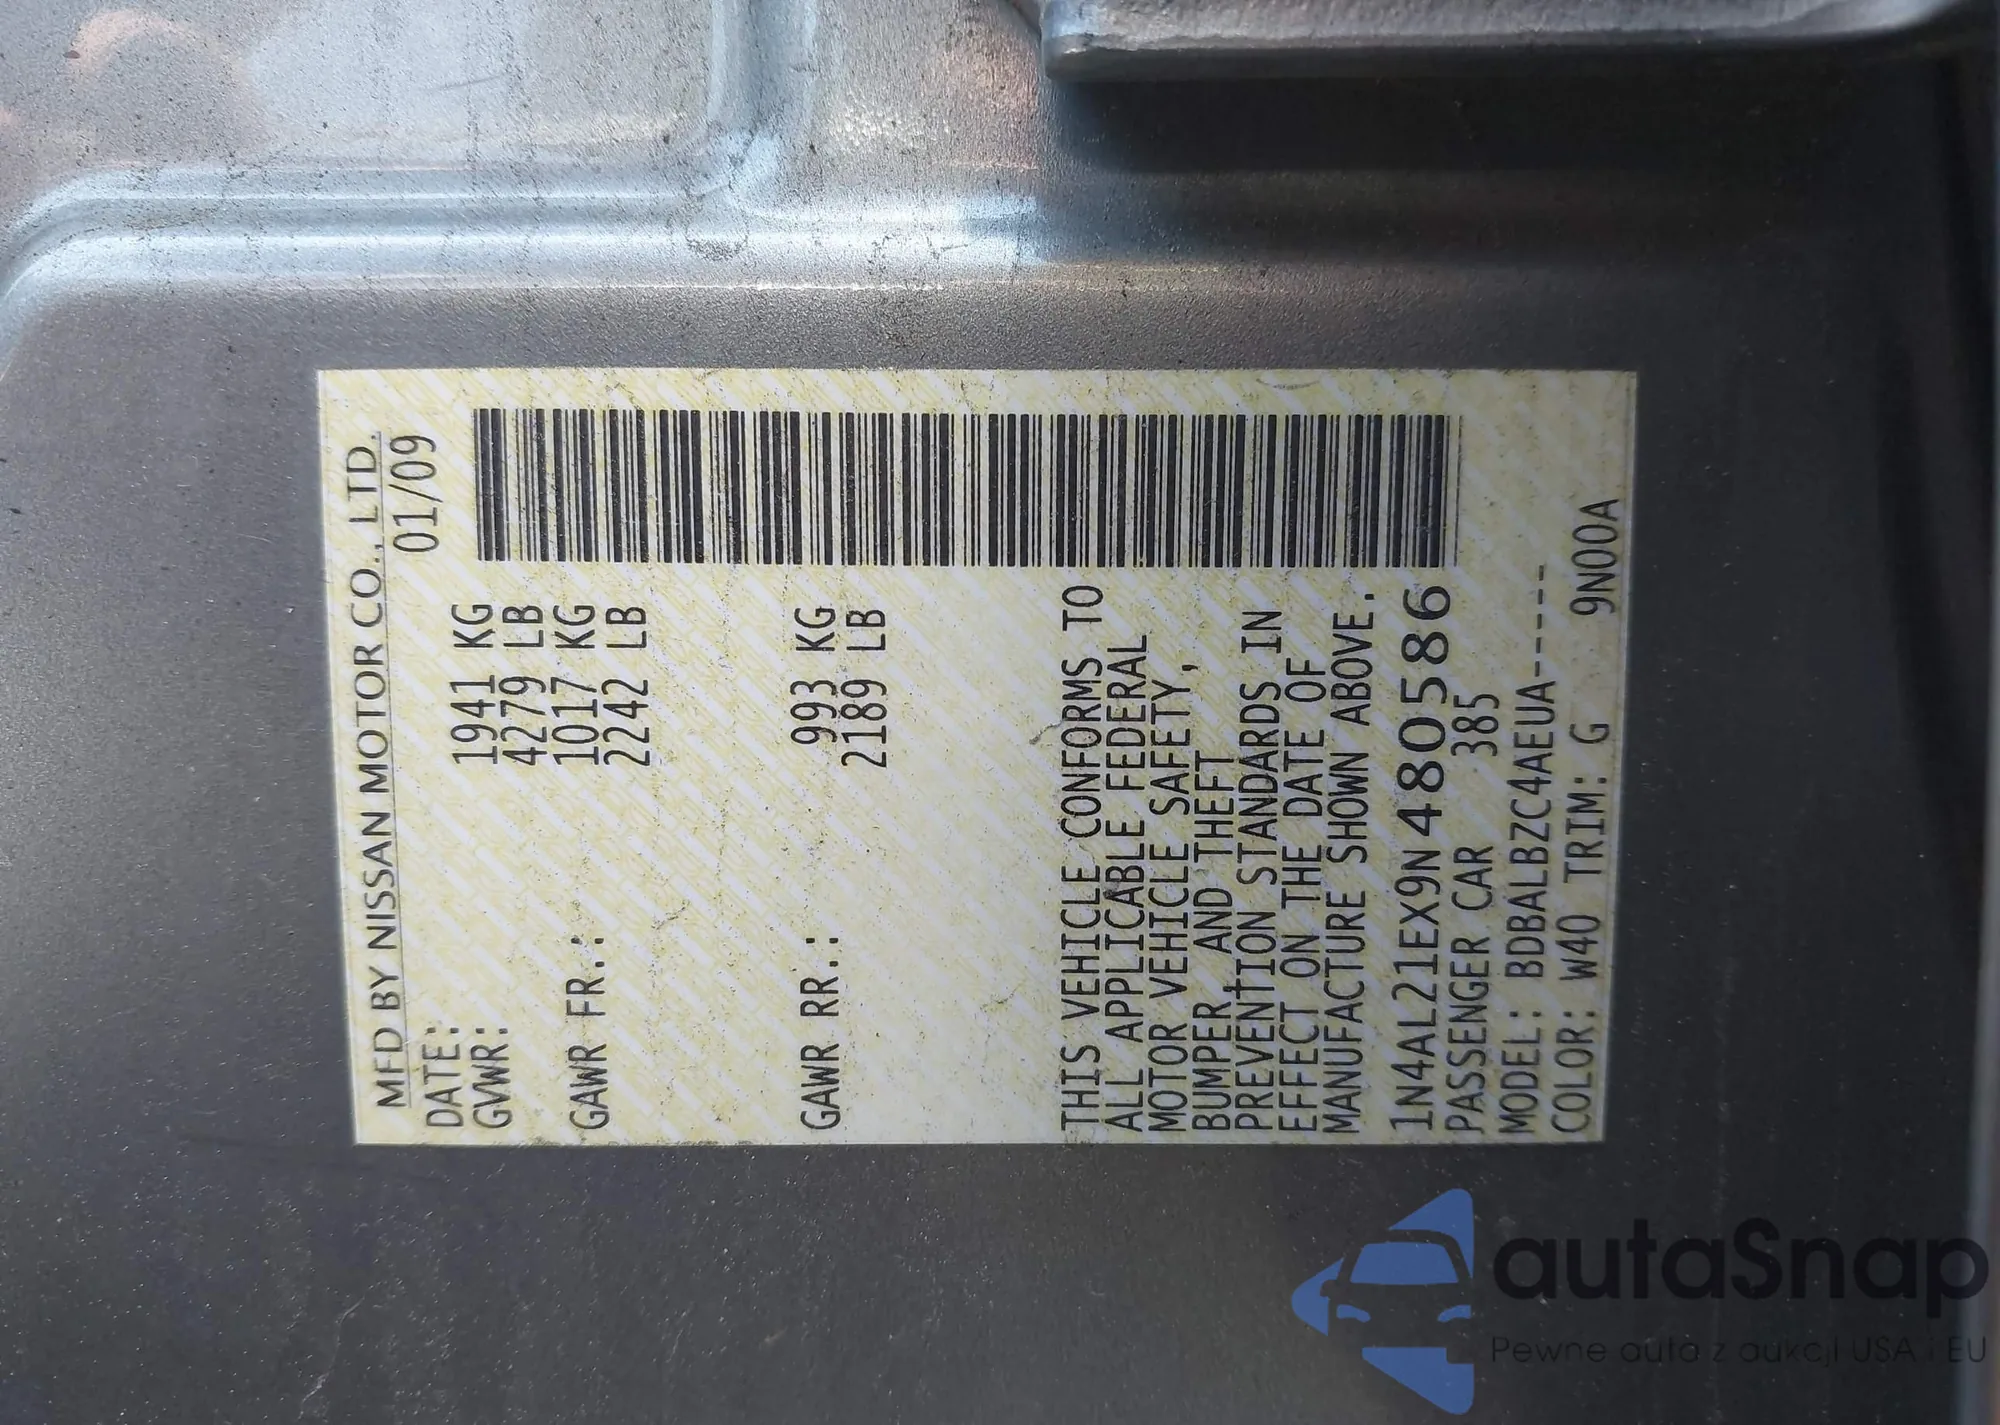 MFD BY NISSAN MOTOR CO., LTD.
DATE: 01/09
GVWR: 1941 KG
4279 LB
GAWR FR.: 1017 KG
2242 LB
GAWR RR.: 993 KG
2189 LB
THIS VEHICLE CONFORMS TO
ALL APPLICABLE FEDERAL
MOTOR VEHICLE SAFETY,
BUMPER, AND THEFT
PREVENTION STANDARDS IN
EFFECT ON THE DATE OF
MANUFACTURE SHOWN ABOVE.
1N4AL21EX9N480586
PASSENGER CAR 385
MODEL: BDBALBZC4AEUA-----
COLOR: W40 TRIM: G 9N00A
autaSnap
Pewne auta z aukcji USA i EU